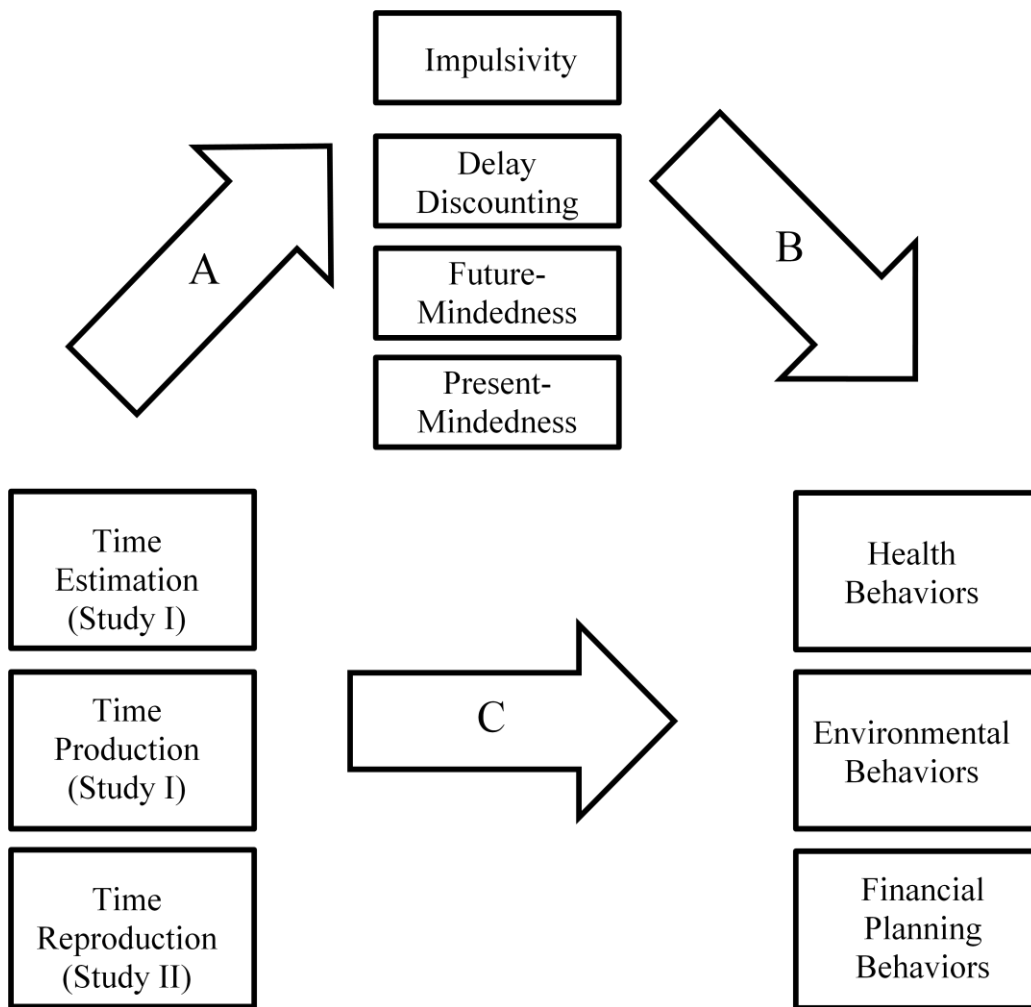 Impulsivity
Delay
Discounting
Future-
Mindedness
Present-
Mindedness
A
B
Time
Estimation
(Study I)
Time
Production
(Study I)
Time
Reproduction
(Study II)
C
Health
Behaviors
Environmental
Behaviors
Financial
Planning
Behaviors